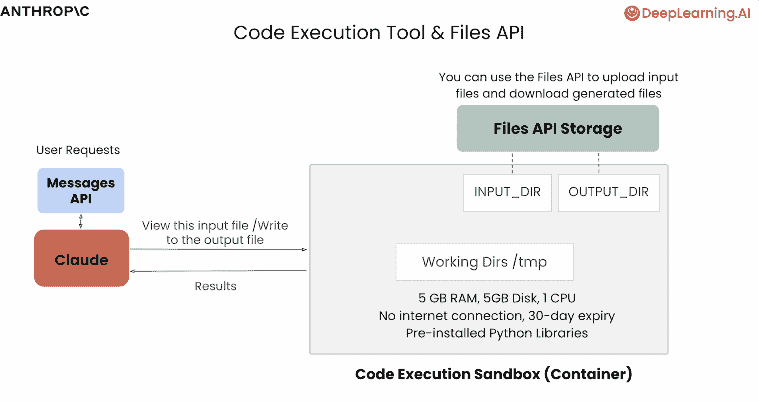 ANTHROP\C
DeepLearning.AI
Code Execution Tool & Files API
You can use the Files API to upload input
files and download generated files
Files API Storage
User Requests
Messages
API
INPUT_DIR
OUTPUT_DIR
View this input file /Write
to the output file
Claude
Working Dirs /tmp
Results
5 GB RAM, 5GB Disk, 1 CPU
No internet connection, 30-day expiry
Pre-installed Python Libraries
Code Execution Sandbox (Container)